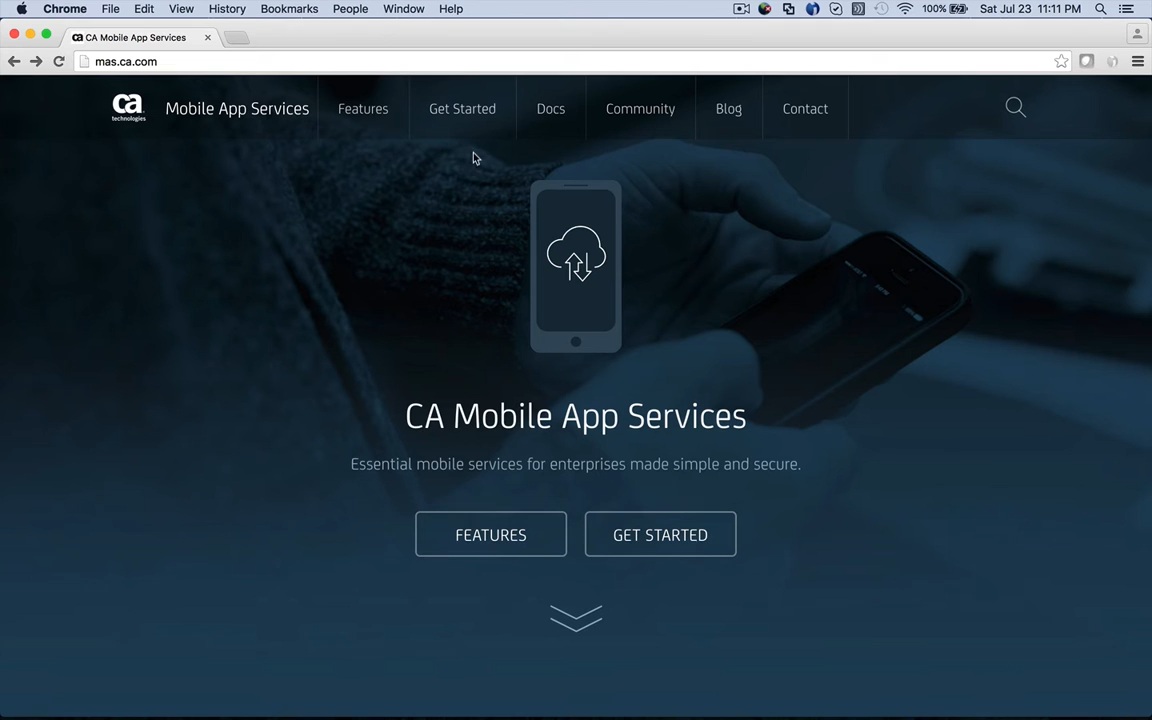 Chrome File Edit View History Bookmarks People Window Help 100% Sat Jul 23 11:11 PM
CA Mobile App Services
mas.ca.com
ca technologies Mobile App Services Features Get Started Docs Community Blog Contact
CA Mobile App Services
Essential mobile services for enterprises made simple and secure.
FEATURES GET STARTED